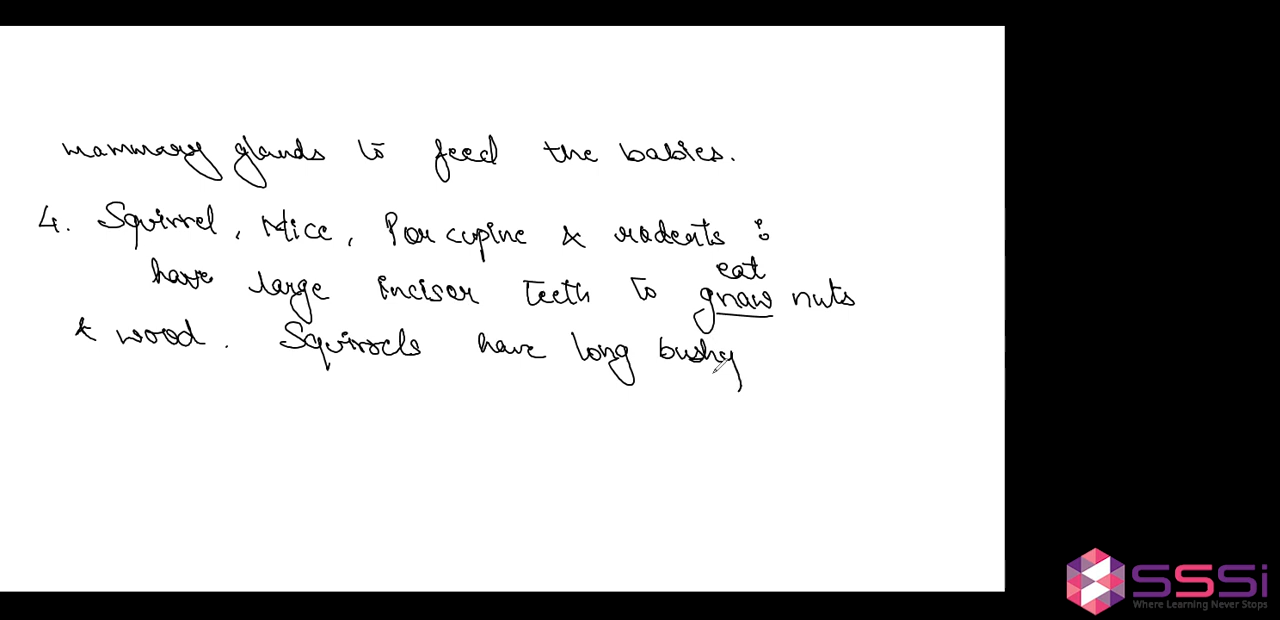 mammary glands to feed the babies.
4. Squirrel, Mice, Porcupine & rodents :
eat
have large incisor teeth to gnaw nuts
& wood. Squirrels have long bushy
SSSi
Where Learning Never Stops